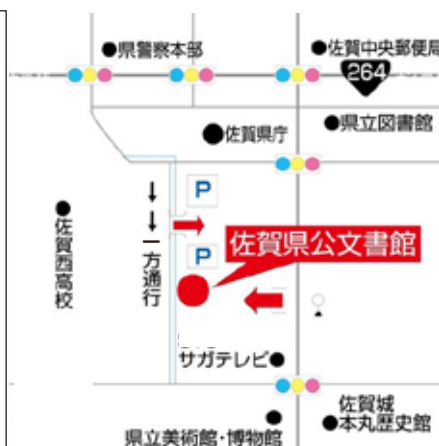 県警察本部
佐賀中央郵便局
264
佐賀県庁
県立図書館
P
佐賀西高校
一方通行
P
佐賀県公文書館
サガテレビ
佐賀城
本丸歴史館
県立美術館・博物館